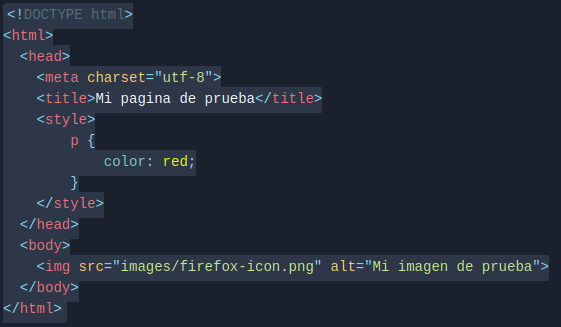 <!DOCTYPE html>
<html>
  <head>
    <meta charset="utf-8">
    <title>Mi pagina de prueba</title>
    <style>
        p {
            color: red;
        }
    </style>
  </head>
  <body>
    <img src="images/firefox-icon.png" alt="Mi imagen de prueba">
  </body>
</html>